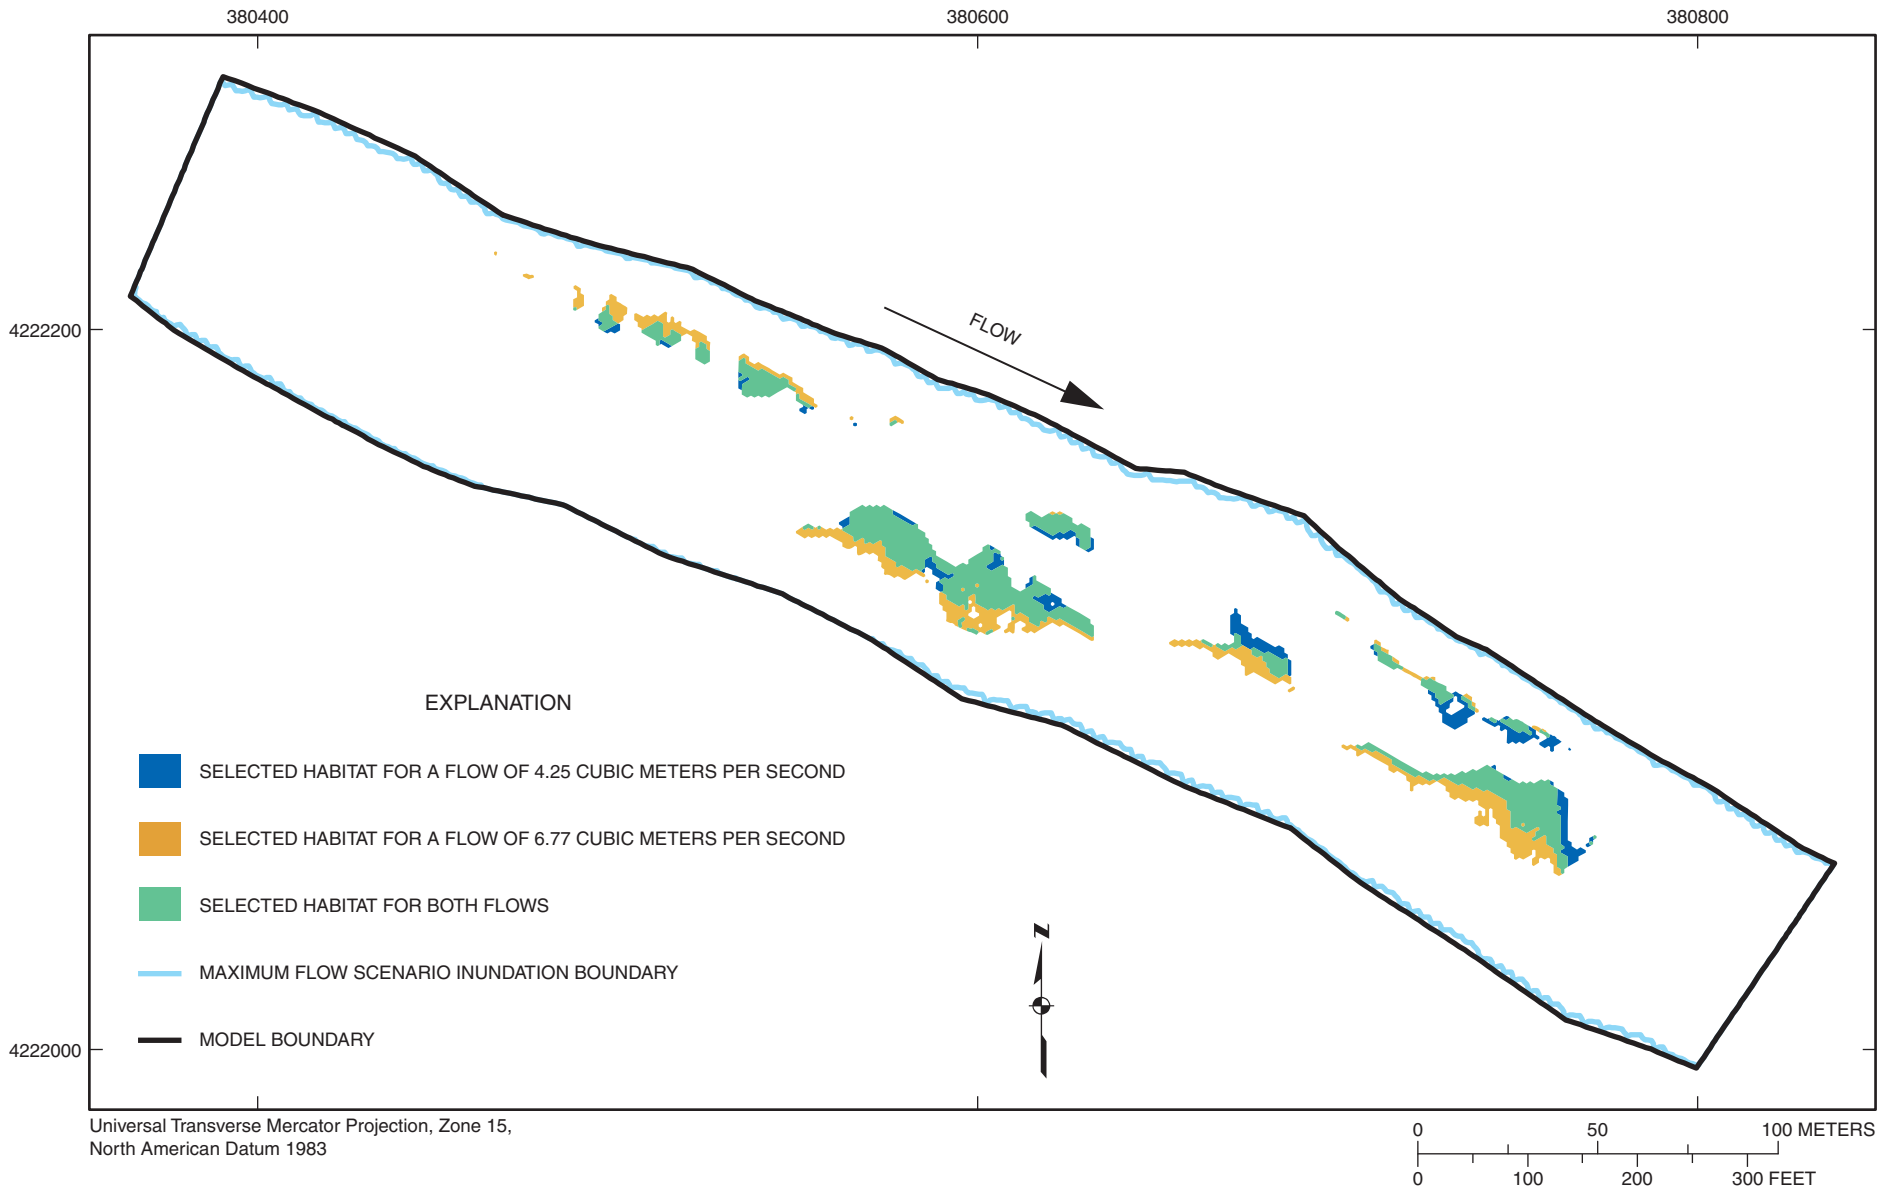 380400
380600
380800
4222200
FLOW
EXPLANATION
SELECTED HABITAT FOR A FLOW OF 4.25 CUBIC METERS PER SECOND
SELECTED HABITAT FOR A FLOW OF 6.77 CUBIC METERS PER SECOND
SELECTED HABITAT FOR BOTH FLOWS
N
MAXIMUM FLOW SCENARIO INUNDATION BOUNDARY
MODEL BOUNDARY
4222000
Universal Transverse Mercator Projection, Zone 15,
North American Datum 1983
0 50 100 METERS
0 100 200 300 FEET